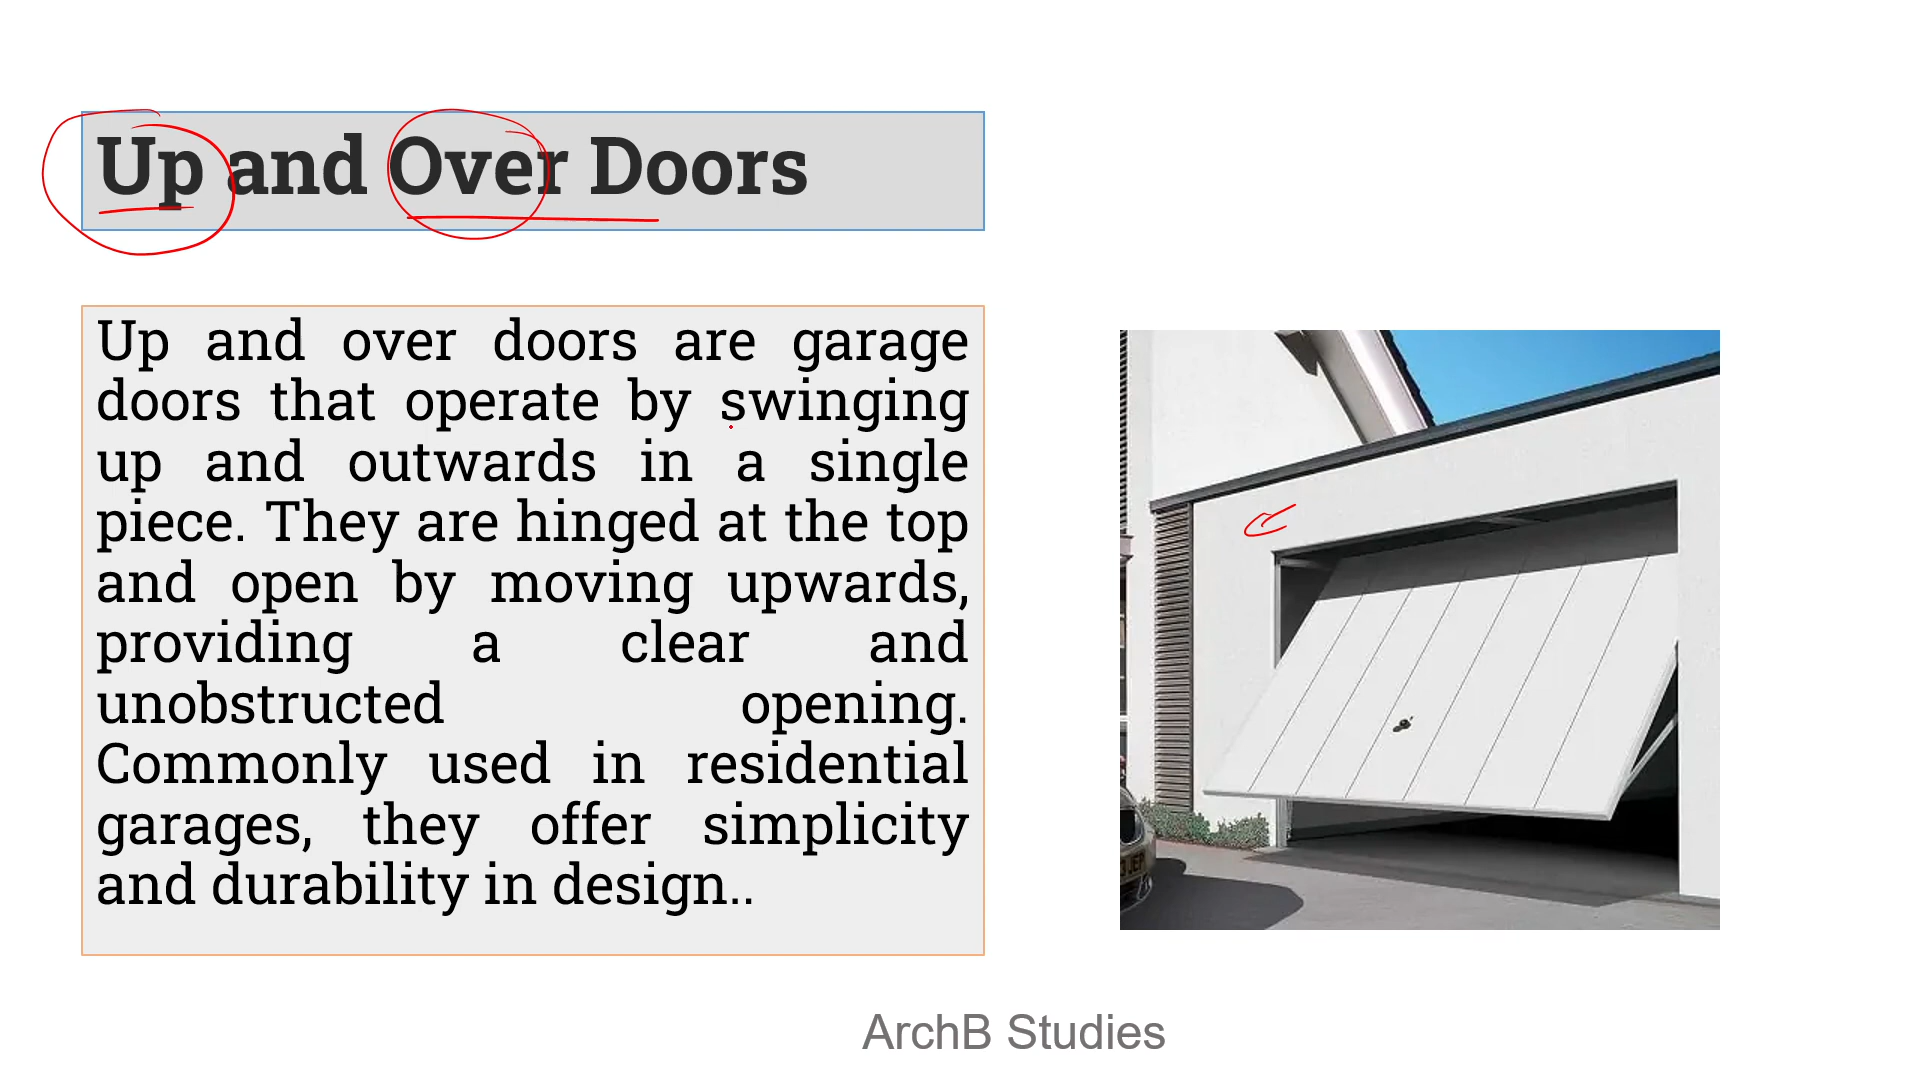 Up and Over Doors
Up and over doors are garage
doors that operate by swinging
up and outwards in a single
piece. They are hinged at the top
and open by moving upwards,
providing a clear and
unobstructed opening.
Commonly used in residential
garages, they offer simplicity
and durability in design..
ArchB Studies